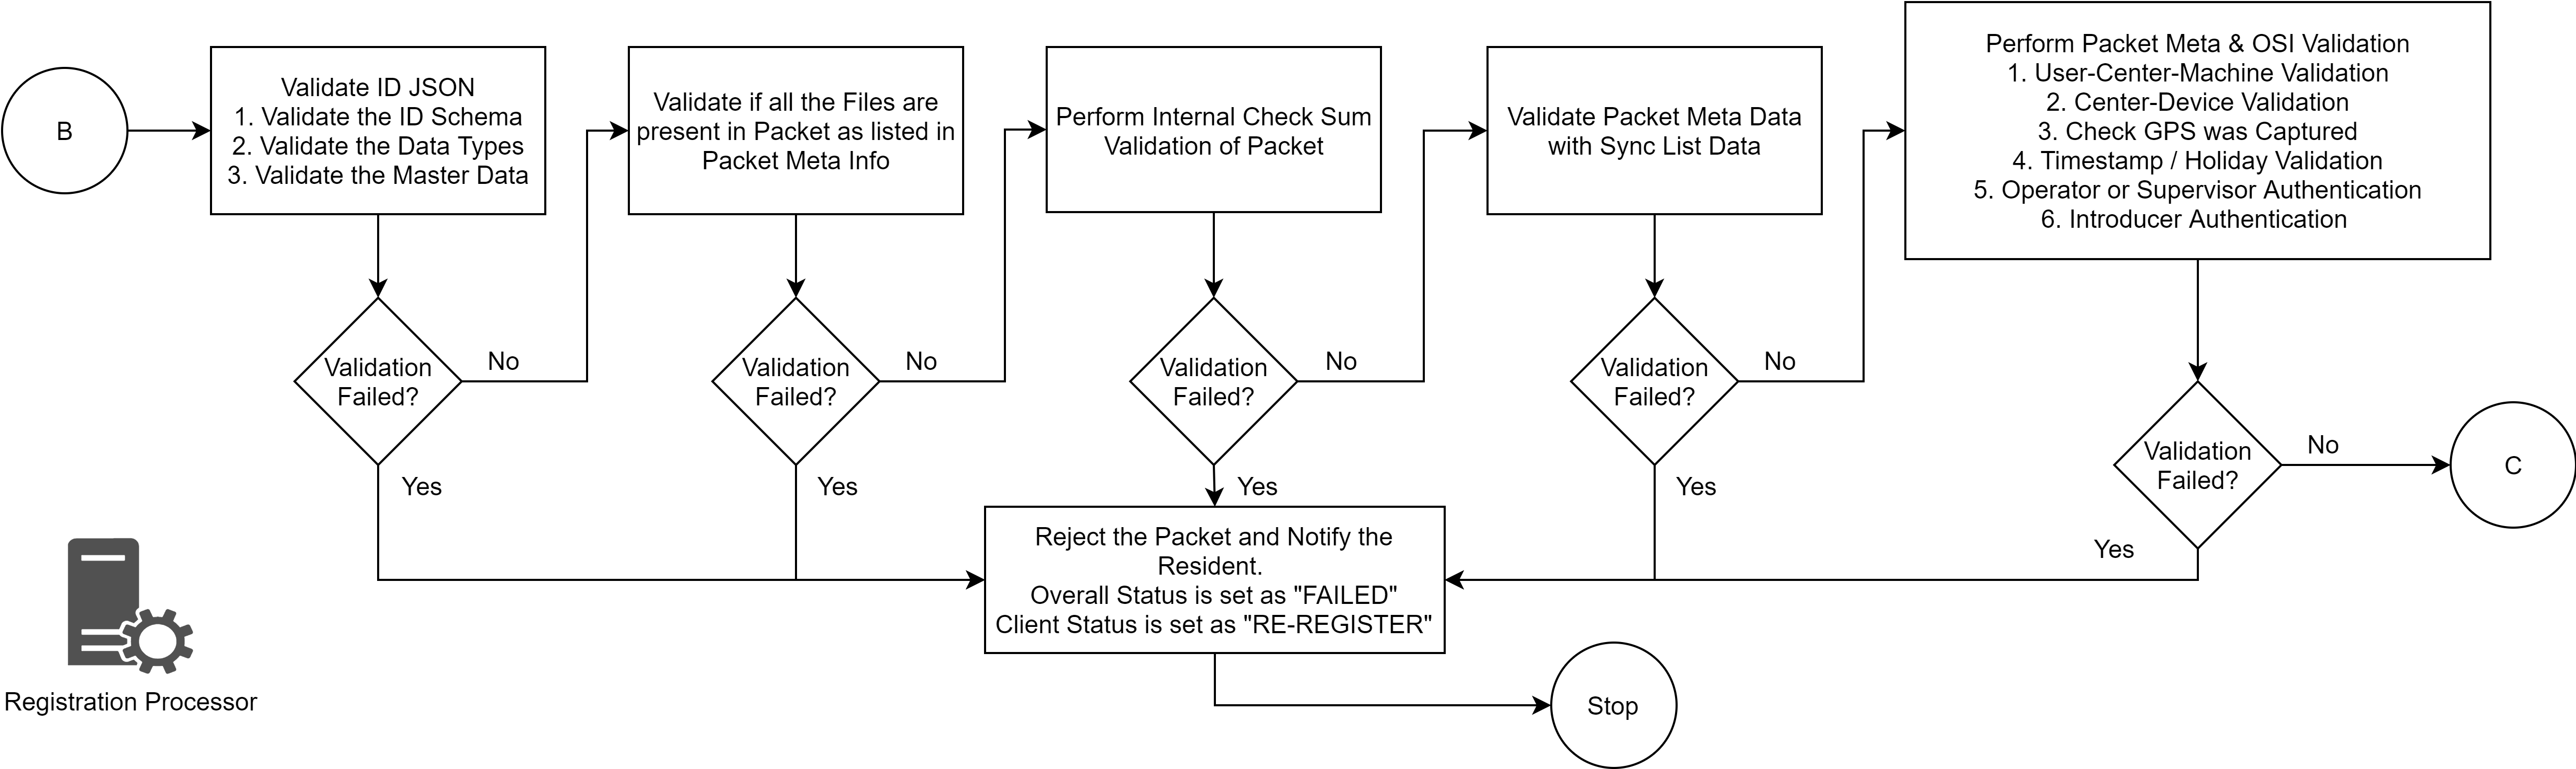 B
Validate ID JSON
1. Validate the ID Schema
2. Validate the Data Types
3. Validate the Master Data
Validate if all the Files are
present in Packet as listed in
Packet Meta Info
Perform Internal Check Sum
Validation of Packet
Validate Packet Meta Data
with Sync List Data
Perform Packet Meta & OSI Validation
1. User-Center-Machine Validation
2. Center-Device Validation
3. Check GPS was Captured
4. Timestamp / Holiday Validation
5. Operator or Supervisor Authentication
6. Introducer Authentication
Validation
Failed?
No
Yes
Validation
Failed?
No
Yes
Validation
Failed?
No
Yes
Validation
Failed?
No
Yes
Validation
Failed?
No
Yes
C
Reject the Packet and Notify the
Resident.
Overall Status is set as "FAILED"
Client Status is set as "RE-REGISTER"
Stop
Registration Processor